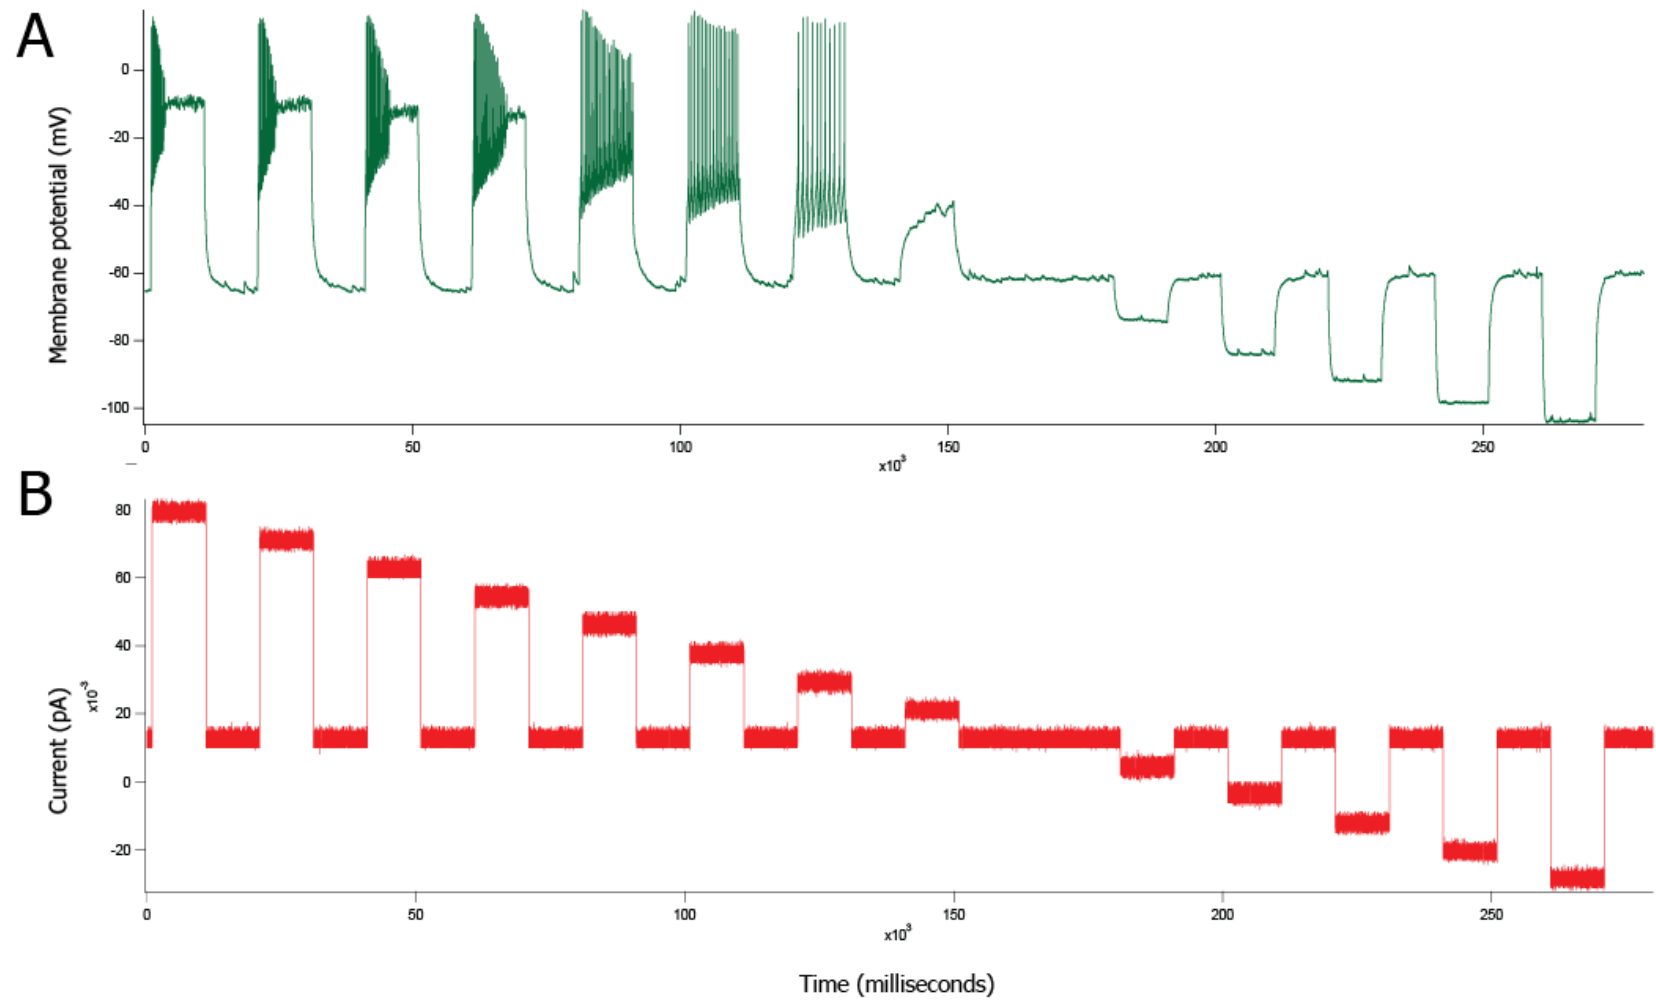 A
Membrane potential (mV)
0
-20
-40
-60
-80
-100
0 50 100 150 200 250
x10³
B
Current (pA)
x10⁻³
80
60
40
20
0
-20
0 50 100 150 200 250
x10³
Time (milliseconds)